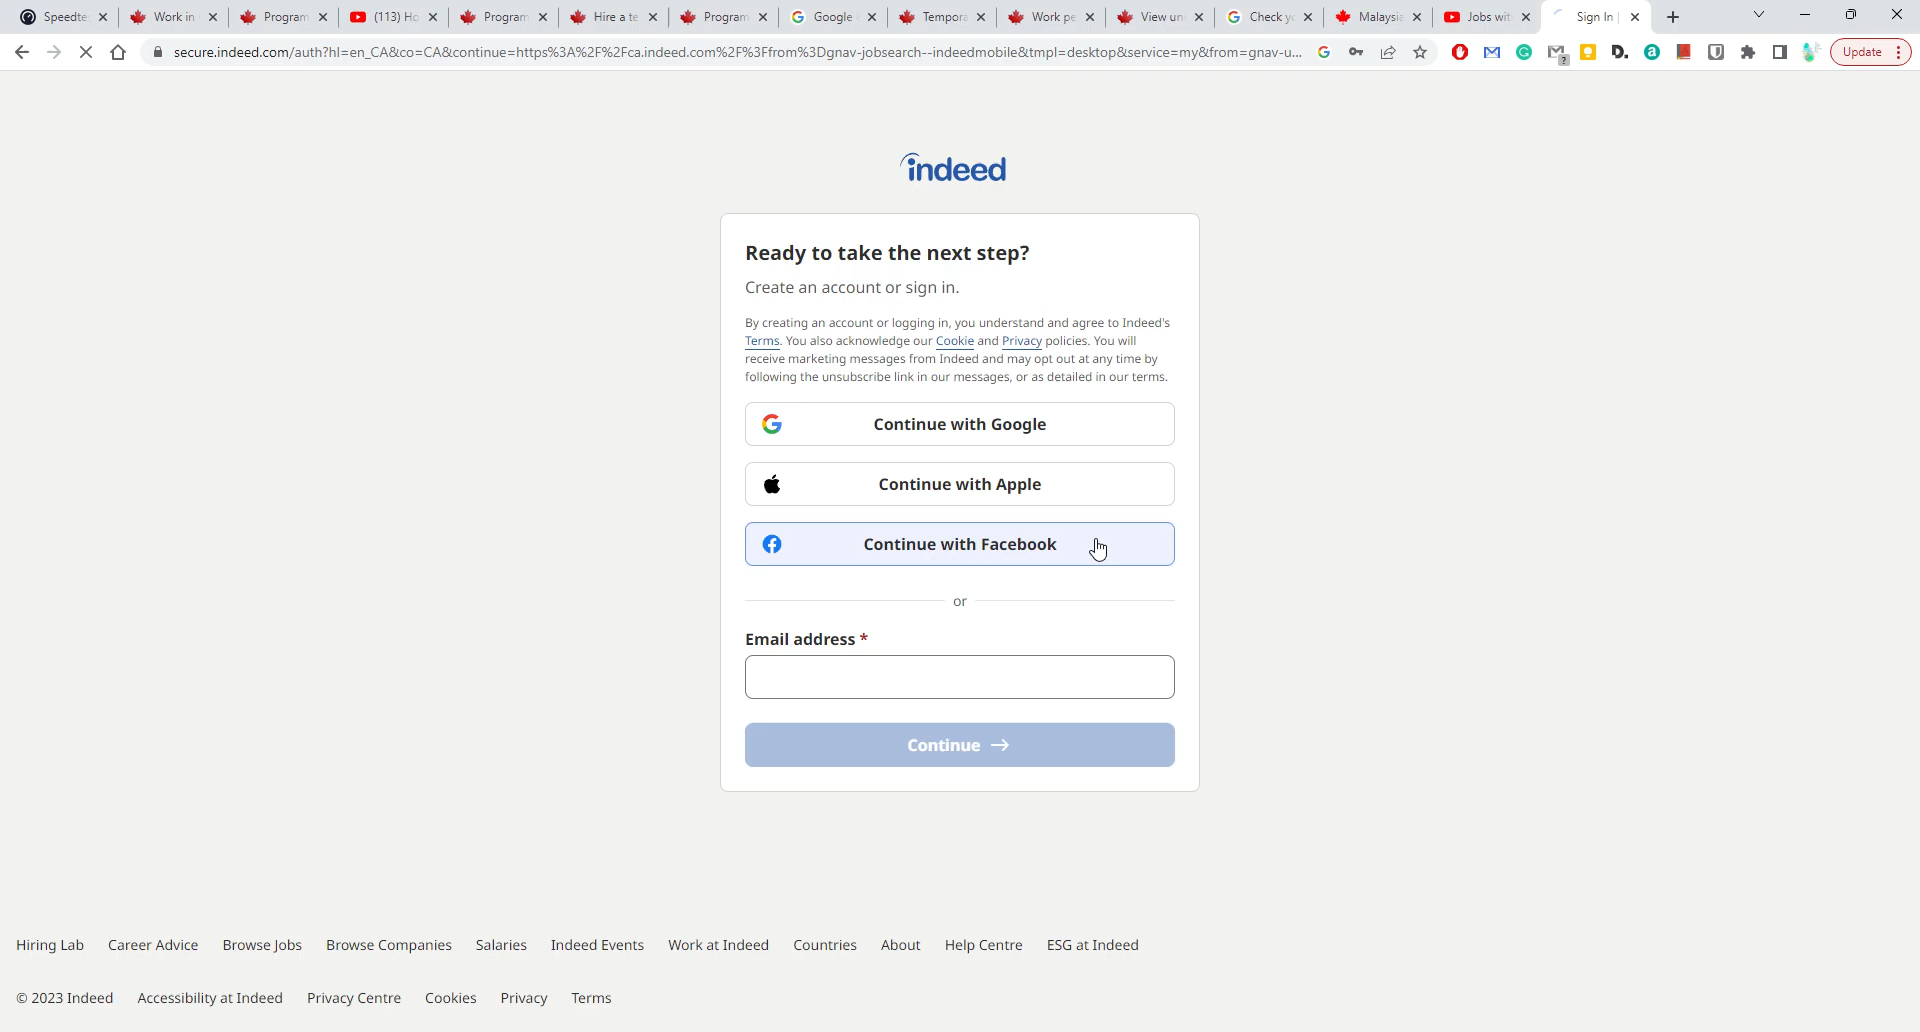 Speedte
Work in
Program
(113) Ho
Program
Hire a te
Program
Google
Tempora
Work pe
View un
Check yo
Malaysia
Jobs wit
Sign In
secure.indeed.com/auth?hl=en_CA&co=CA&continue=https%3A%2F%2Fca.indeed.com%2F%3Ffrom%3Dgnav-jobsearch--indeedmobile&tmpl=desktop&service=my&from=gnav-u...
Update
indeed
Ready to take the next step?
Create an account or sign in.
By creating an account or logging in, you understand and agree to Indeed's
Terms. You also acknowledge our Cookie and Privacy policies. You will
receive marketing messages from Indeed and may opt out at any time by
following the unsubscribe link in our messages, or as detailed in our terms.
Continue with Google
Continue with Apple
Continue with Facebook
or
Email address *
Continue →
Hiring Lab Career Advice Browse Jobs Browse Companies Salaries Indeed Events Work at Indeed Countries About Help Centre ESG at Indeed
© 2023 Indeed Accessibility at Indeed Privacy Centre Cookies Privacy Terms